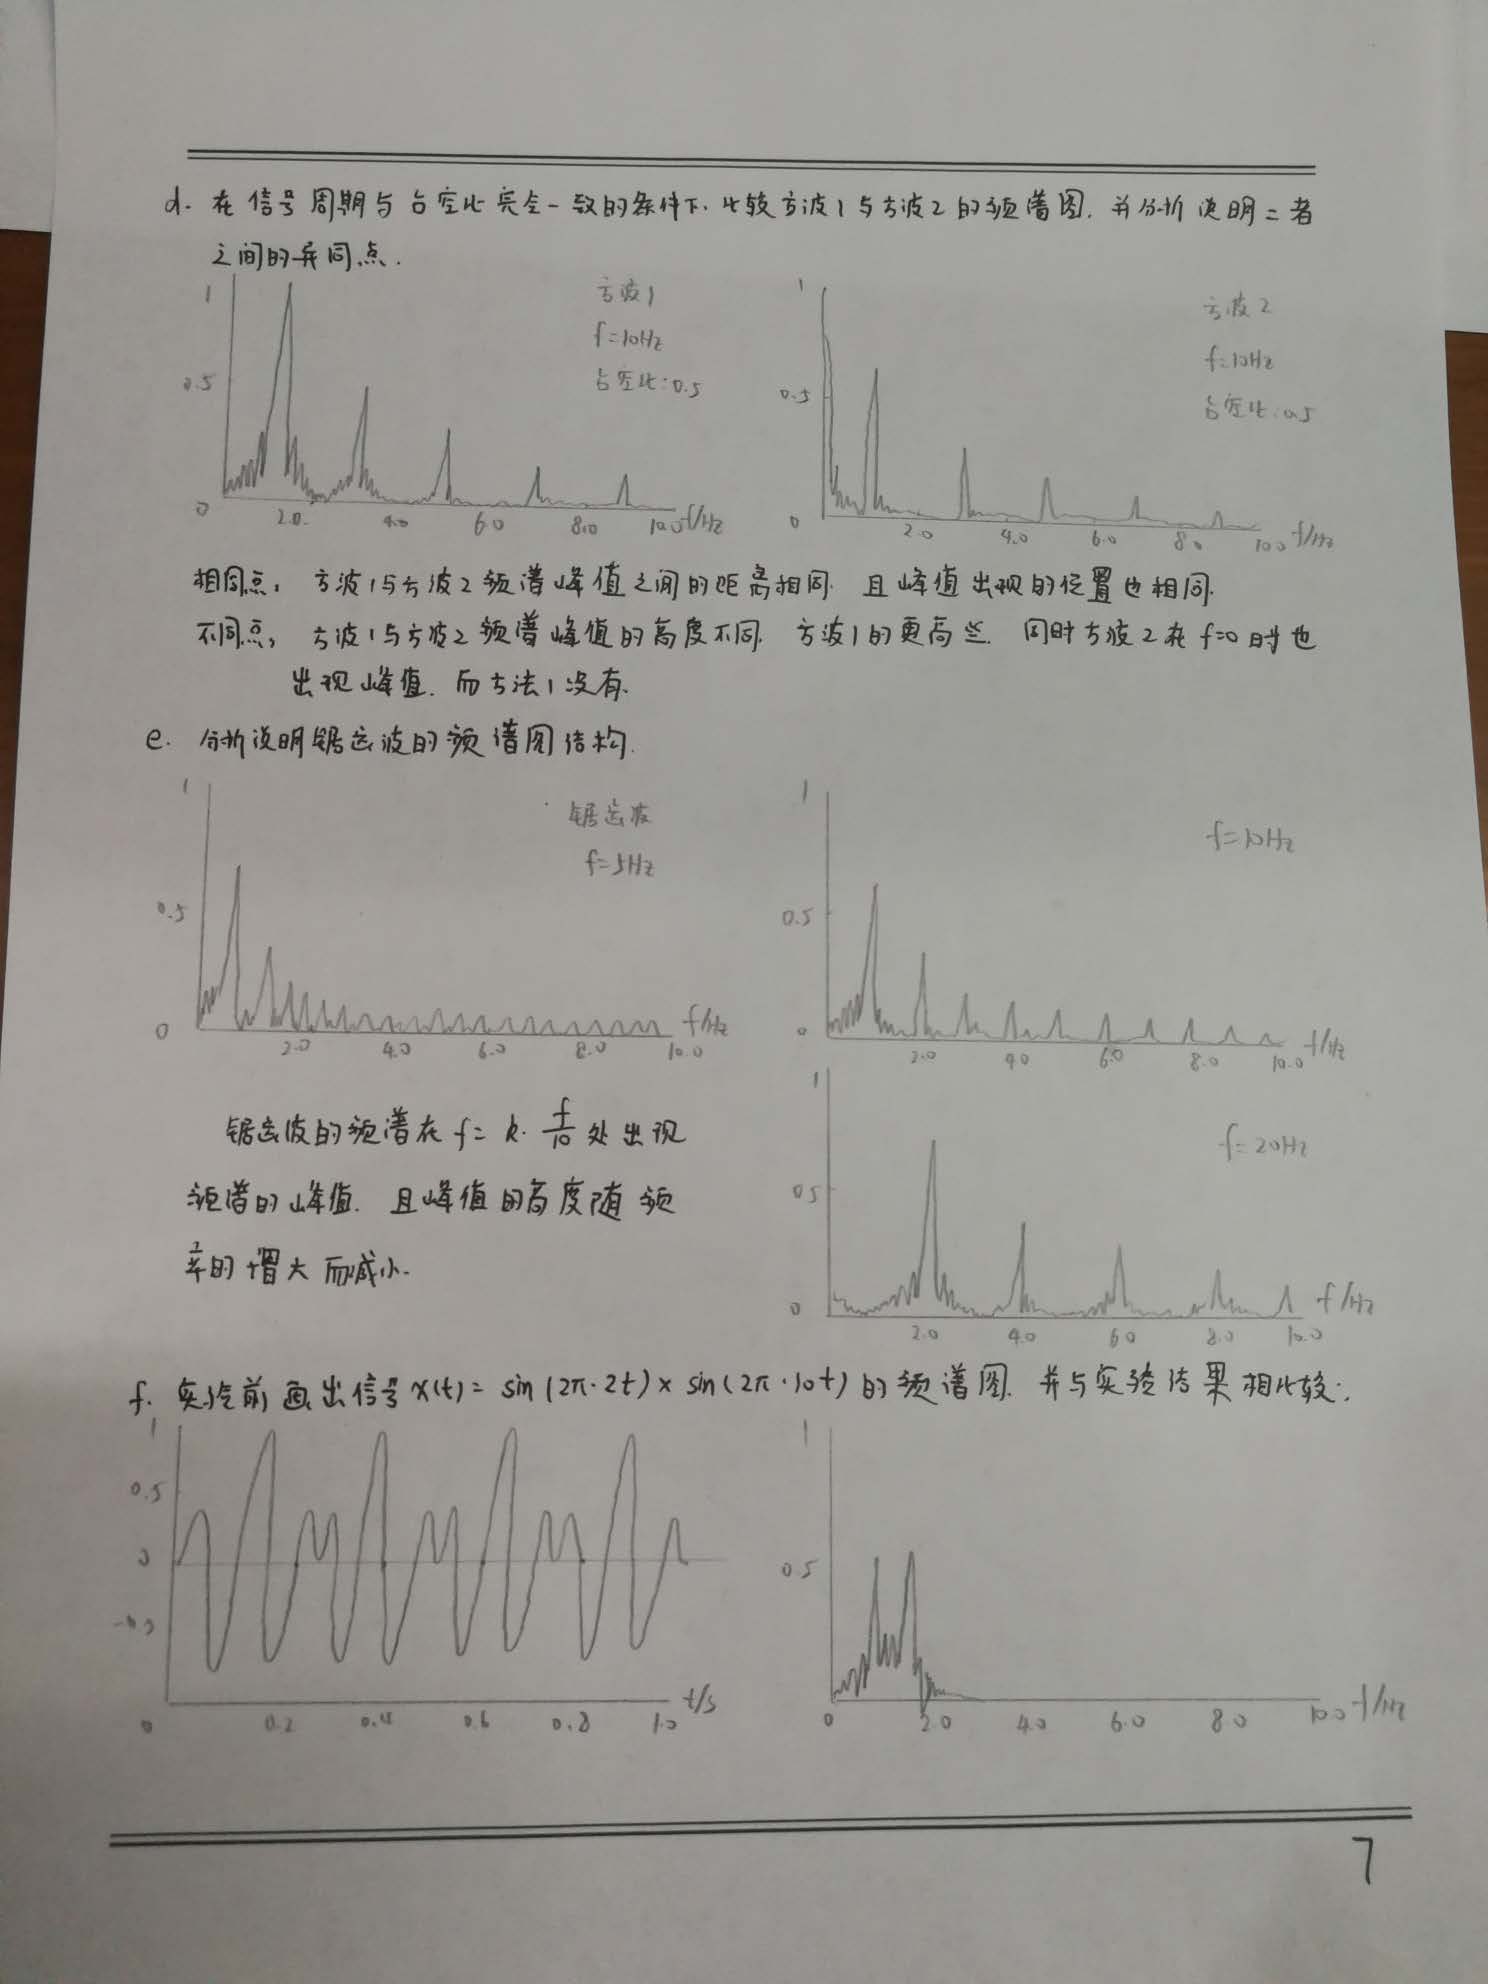 d. 在信号周期与占空比完全一致的条件下,比较方波1与方波2的频谱图,并分析说明二者
之间的异同点.
方波1
f=10Hz
占空比:0.5
1
0.5
0
2.0
4.0
6.0
8.0
10.0 f/Hz
方波2
f=10Hz
占空比:0.5
1
0.5
0
2.0
4.0
6.0
8.0
10.0 f/Hz
相同点: 方波1与方波2频谱峰值之间的距离相同,且峰值出现的位置也相同.
不同点: 方波1与方波2频谱峰值的高度不同,方波1的更高些.同时方波2在f=0时也
出现峰值,而方法1没有.
e. 分析说明锯齿波的频谱图结构.
锯齿波
f=5Hz
1
0.5
0
2.0
4.0
6.0
8.0
10.0
f/Hz
f=10Hz
1
0.5
0
2.0
4.0
6.0
8.0
10.0
f/Hz
锯齿波的频谱在 f= k· f/10 处出现
频谱的峰值.且峰值的高度随频
率的增大而减小.
f=20Hz
1
0.5
0
2.0
4.0
6.0
8.0
10.0
f/Hz
f. 实验前画出信号 x(t)= sin(2π·2t)× sin(2π·10t)的频谱图,并与实验结果相比较:
1
0.5
0
-0.5
0
0.2
0.4
0.6
0.8
1.0
t/s
1
0.5
0
2.0
4.0
6.0
8.0
10.0
f/Hz
7